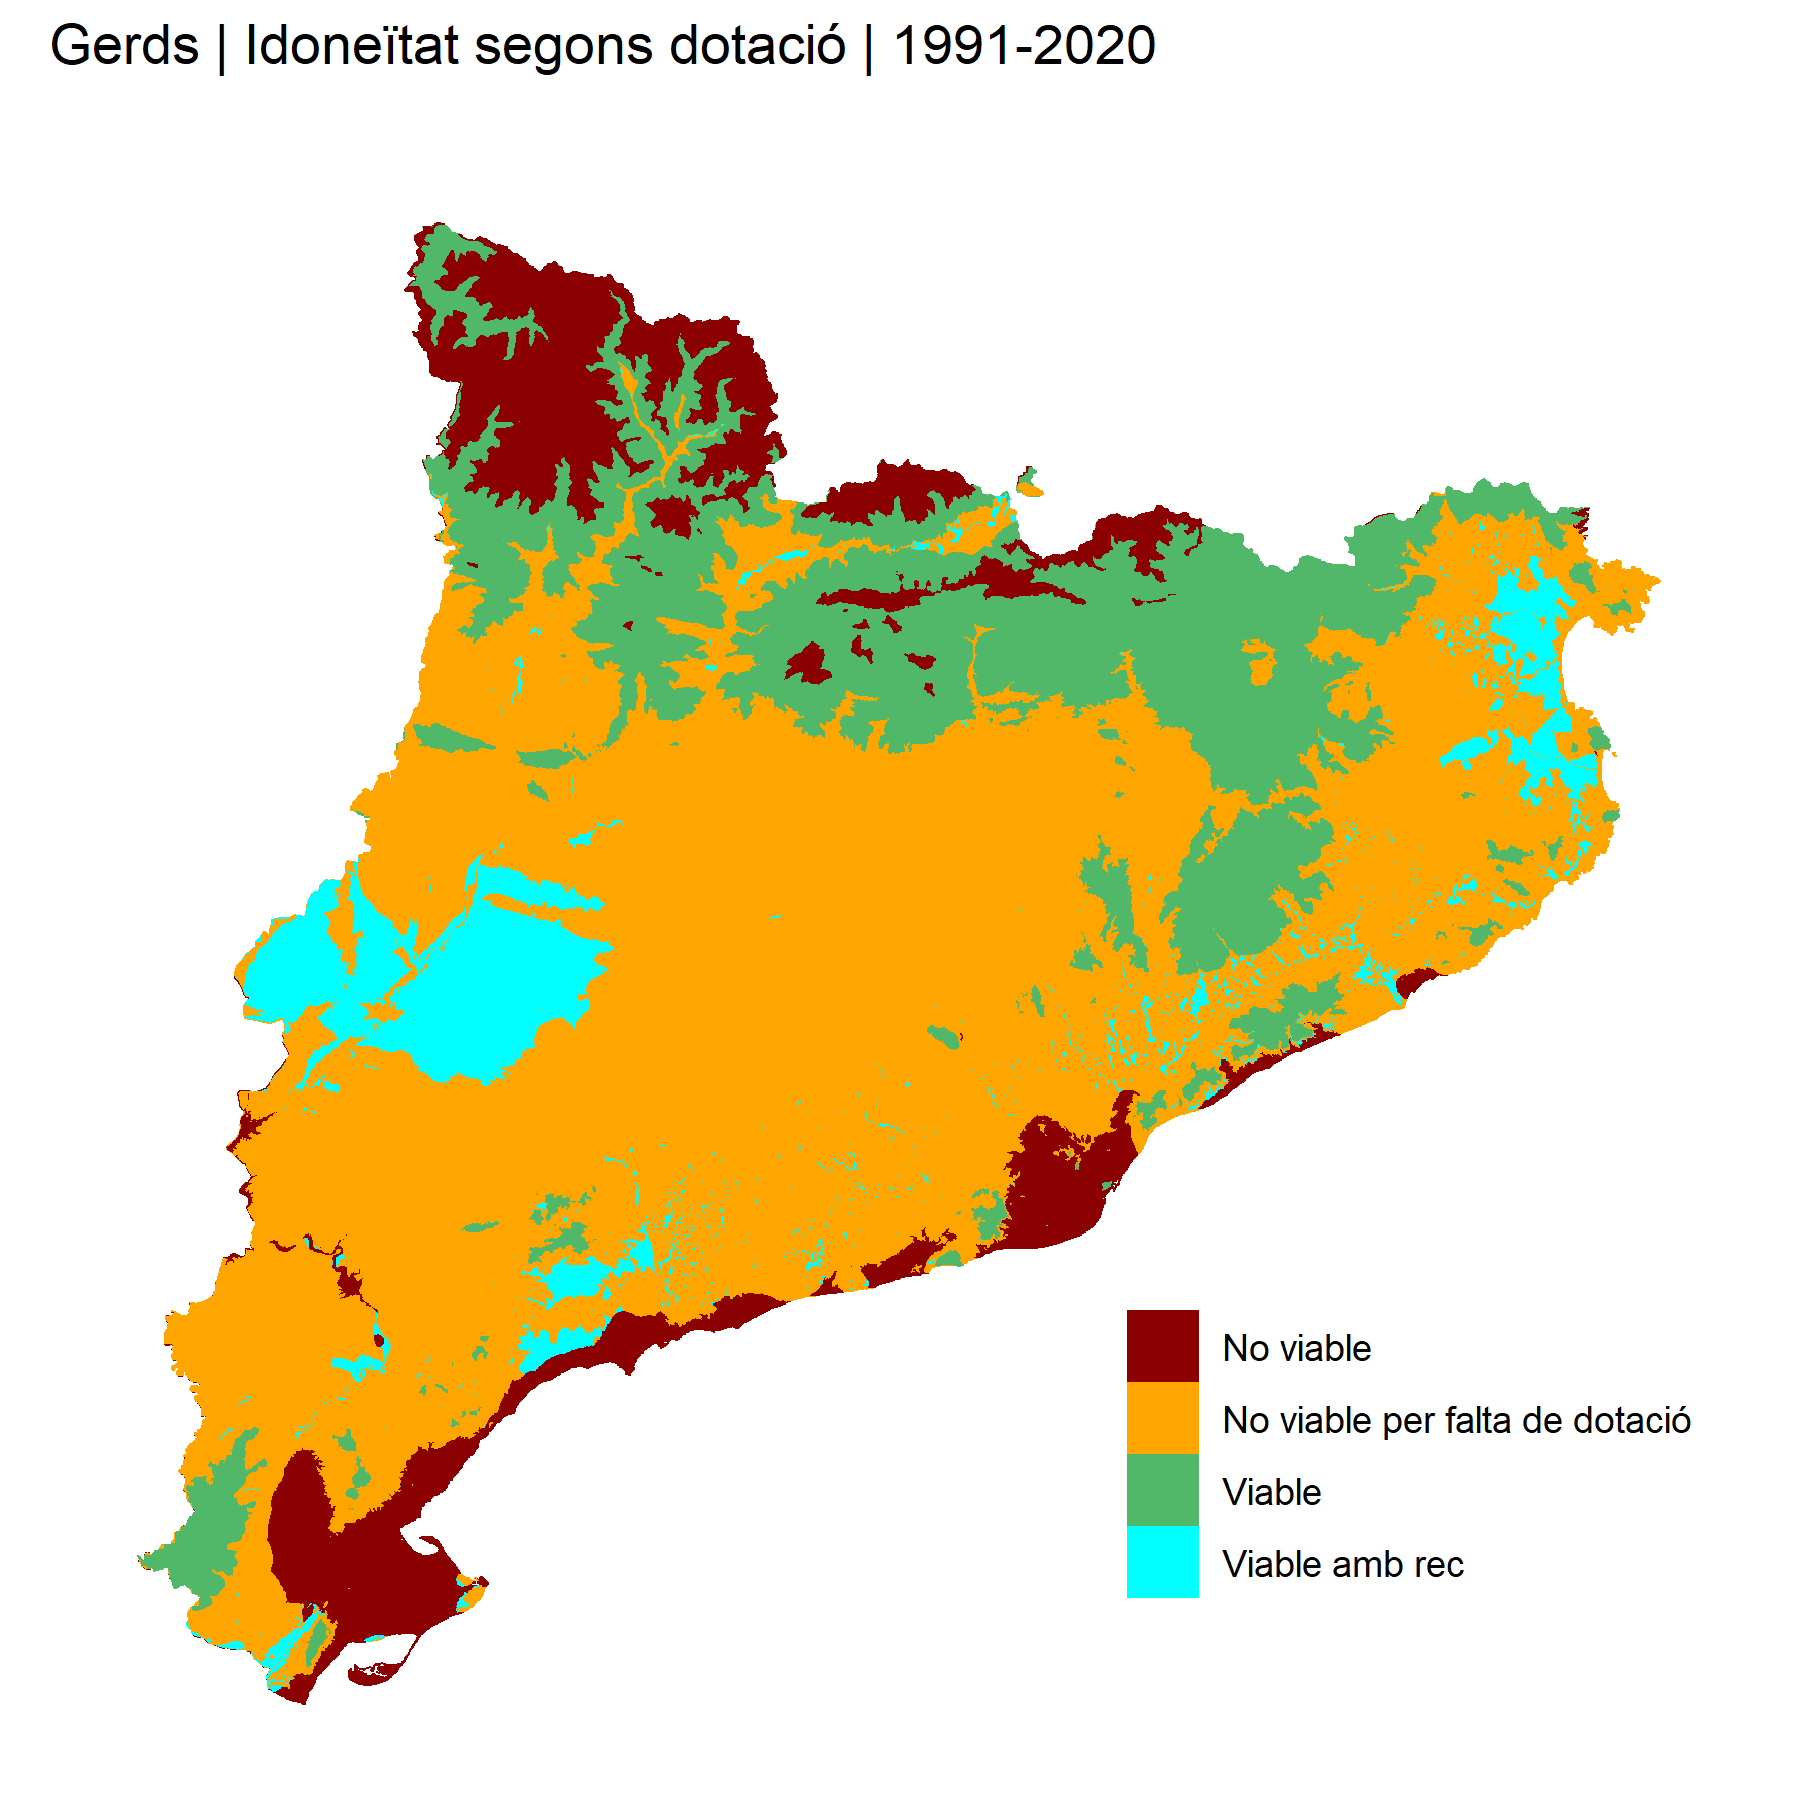 Gerds | Idoneïtat segons dotació | 1991-2020
No viable
No viable per falta de dotació
Viable
Viable amb rec